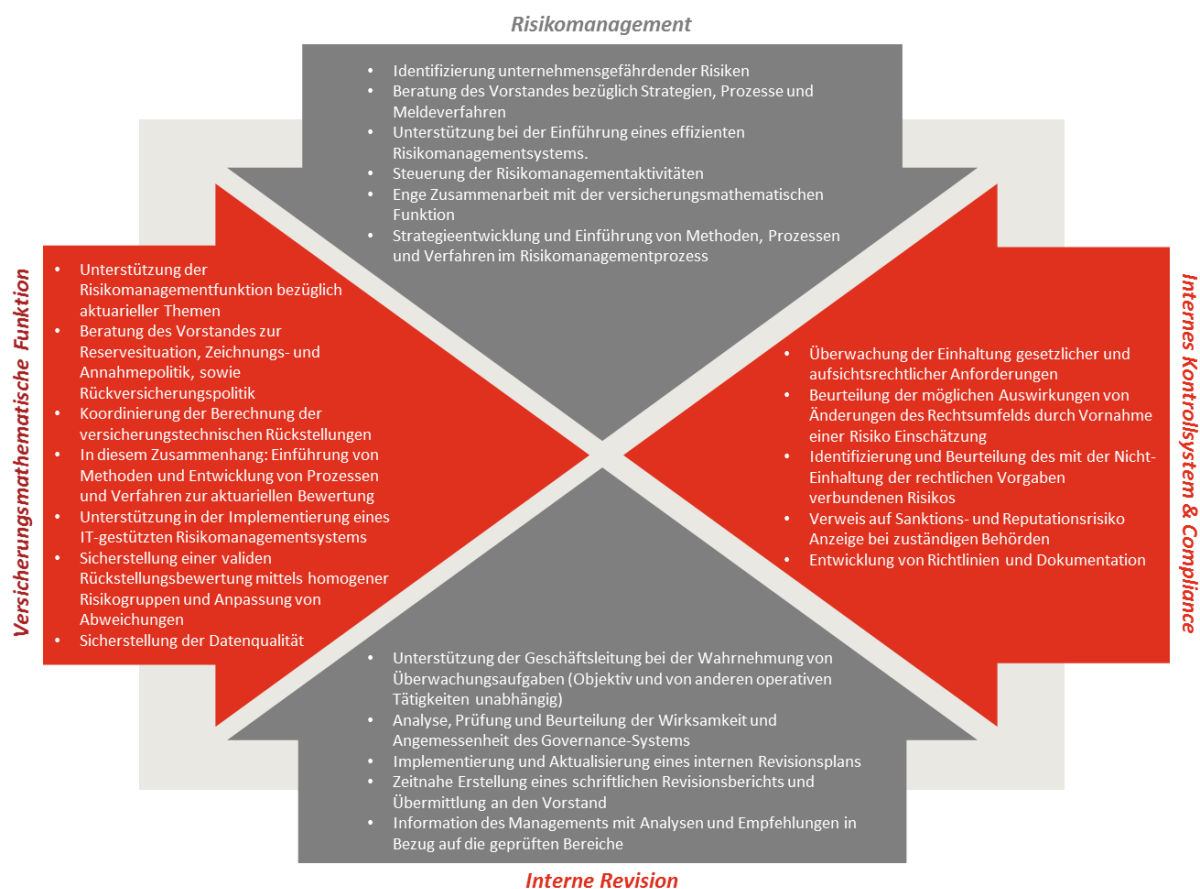 Risikomanagement
• Identifizierung unternehmensgefährdender Risiken
• Beratung des Vorstandes bezüglich Strategien, Prozesse und
Meldeverfahren
• Unterstützung bei der Einführung eines effizienten
Risikomanagementsystems.
• Steuerung der Risikomanagementaktivitäten
• Enge Zusammenarbeit mit der versicherungsmathematischen
Funktion
• Strategieentwicklung und Einführung von Methoden, Prozessen
und Verfahren im Risikomanagementprozess
Versicherungsmathematische Funktion
• Unterstützung der
Risikomanagementfunktion bezüglich
aktuarieller Themen
• Beratung des Vorstandes zur
Reservesituation, Zeichnungs- und
Annahmepolitik, sowie
Rückversicherungspolitik
• Koordinierung der Berechnung der
versicherungstechnischen Rückstellungen
• In diesem Zusammenhang: Einführung von
Methoden und Entwicklung von Prozessen
und Verfahren zur aktuariellen Bewertung
• Unterstützung in der Implementierung eines
IT-gestützten Risikomanagementsystems
• Sicherstellung einer validen
Rückstellungsbewertung mittels homogener
Risikogruppen und Anpassung von
Abweichungen
• Sicherstellung der Datenqualität
Internes Kontrollsystem & Compliance
• Überwachung der Einhaltung gesetzlicher und
aufsichtsrechtlicher Anforderungen
• Beurteilung der möglichen Auswirkungen von
Änderungen des Rechtsumfelds durch Vornahme
einer Risiko Einschätzung
• Identifizierung und Beurteilung des mit der Nicht-
Einhaltung der rechtlichen Vorgaben
verbundenen Risikos
• Verweis auf Sanktions- und Reputationsrisiko
Anzeige bei zuständigen Behörden
• Entwicklung von Richtlinien und Dokumentation
• Unterstützung der Geschäftsleitung bei der Wahrnehmung von
Überwachungsaufgaben (Objektiv und von anderen operativen
Tätigkeiten unabhängig)
• Analyse, Prüfung und Beurteilung der Wirksamkeit und
Angemessenheit des Governance-Systems
• Implementierung und Aktualisierung eines internen Revisionsplans
• Zeitnahe Erstellung eines schriftlichen Revisionsberichts und
Übermittlung an den Vorstand
• Information des Managements mit Analysen und Empfehlungen in
Bezug auf die geprüften Bereiche
Interne Revision